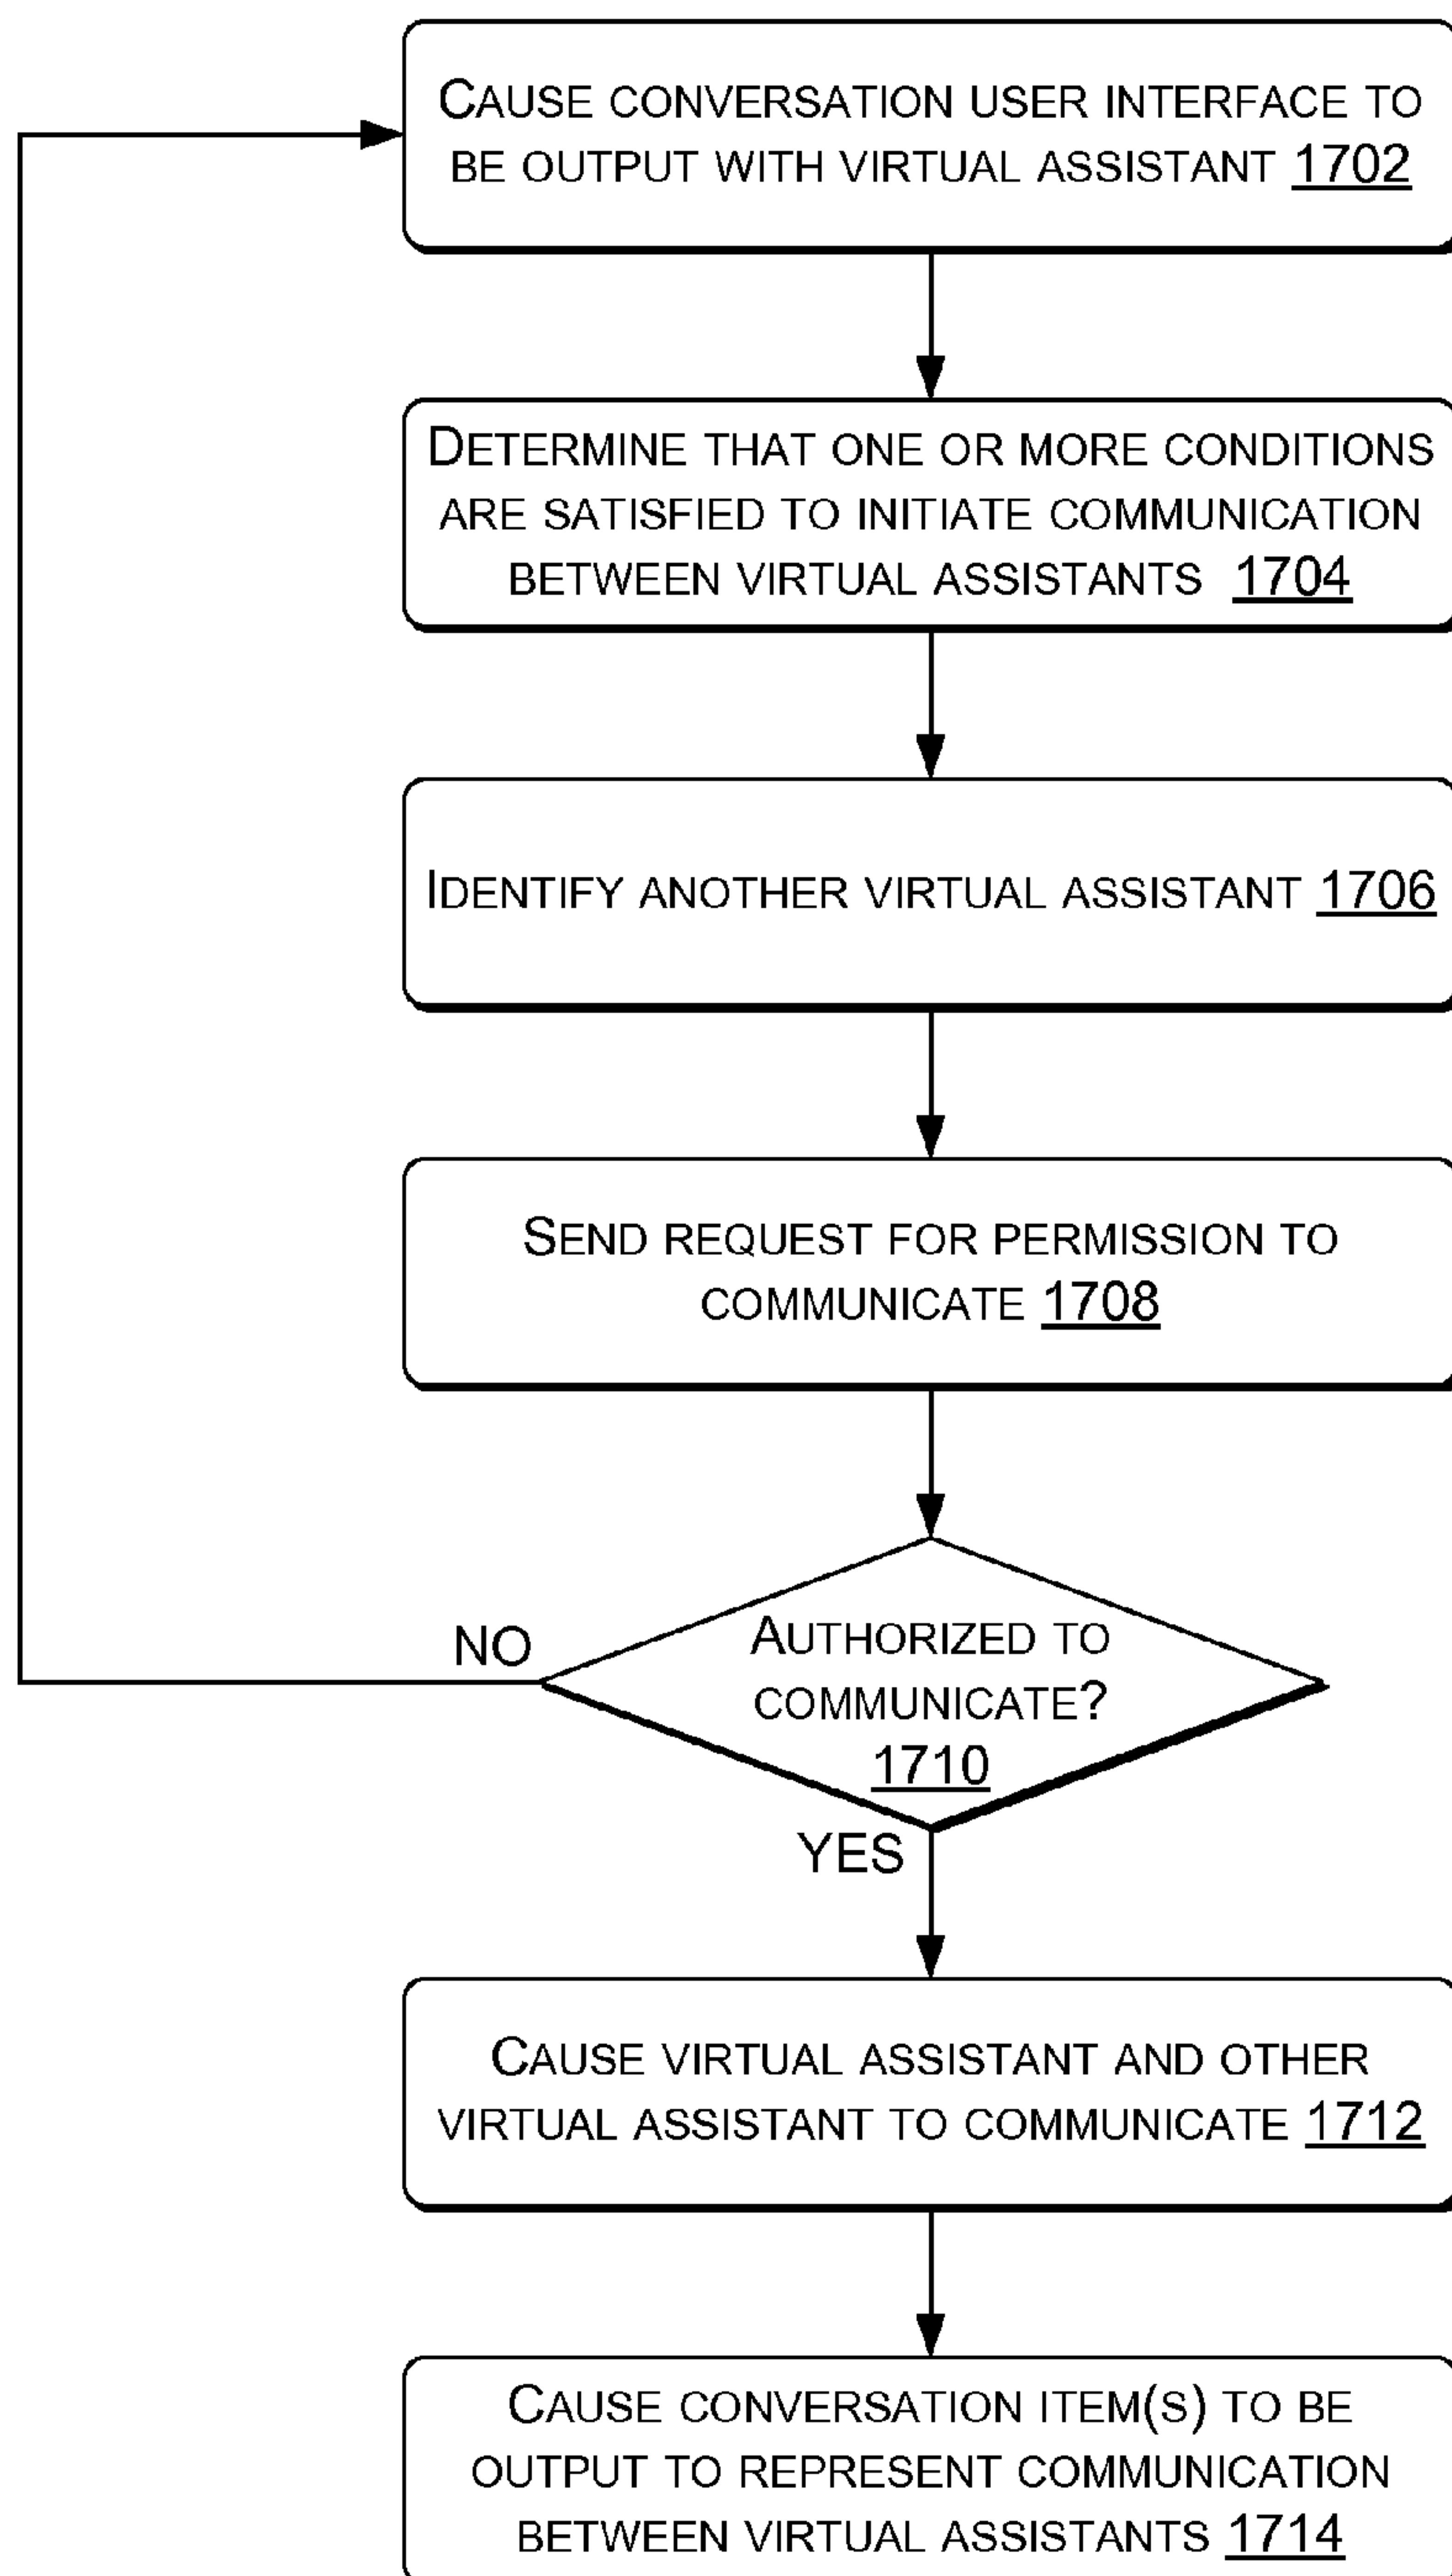 CAUSE CONVERSATION USER INTERFACE TO
BE OUTPUT WITH VIRTUAL ASSISTANT 1702
DETERMINE THAT ONE OR MORE CONDITIONS
ARE SATISFIED TO INITIATE COMMUNICATION
BETWEEN VIRTUAL ASSISTANTS 1704
IDENTIFY ANOTHER VIRTUAL ASSISTANT 1706
SEND REQUEST FOR PERMISSION TO
COMMUNICATE 1708
NO
AUTHORIZED TO
COMMUNICATE?
1710
YES
CAUSE VIRTUAL ASSISTANT AND OTHER
VIRTUAL ASSISTANT TO COMMUNICATE 1712
CAUSE CONVERSATION ITEM(S) TO BE
OUTPUT TO REPRESENT COMMUNICATION
BETWEEN VIRTUAL ASSISTANTS 1714